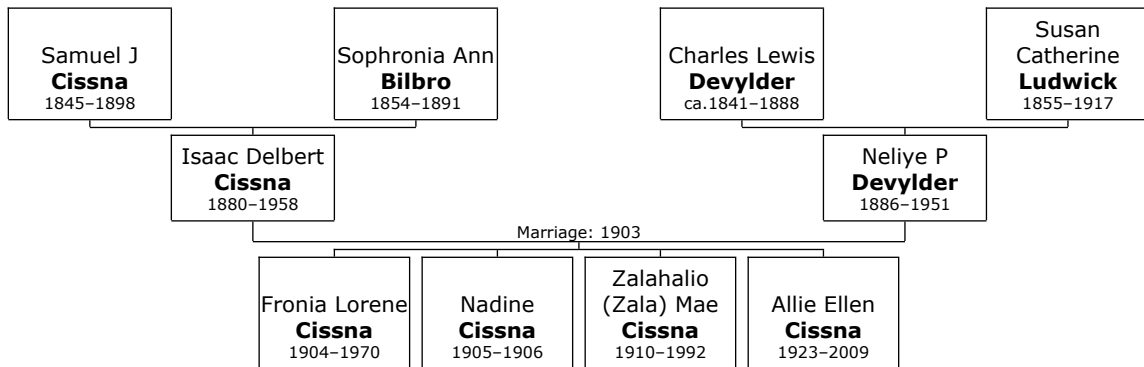 Samuel J
Cissna
1845–1898
Sophronia Ann
Bilbro
1854–1891
Charles Lewis
Devylder
ca.1841–1888
Susan
Catherine
Ludwick
1855–1917
Isaac Delbert
Cissna
1880–1958
Neliye P
Devylder
1886–1951
Marriage: 1903
Fronia Lorene
Cissna
1904–1970
Nadine
Cissna
1905–1906
Zalahalio
(Zala) Mae
Cissna
1910–1992
Allie Ellen
Cissna
1923–2009